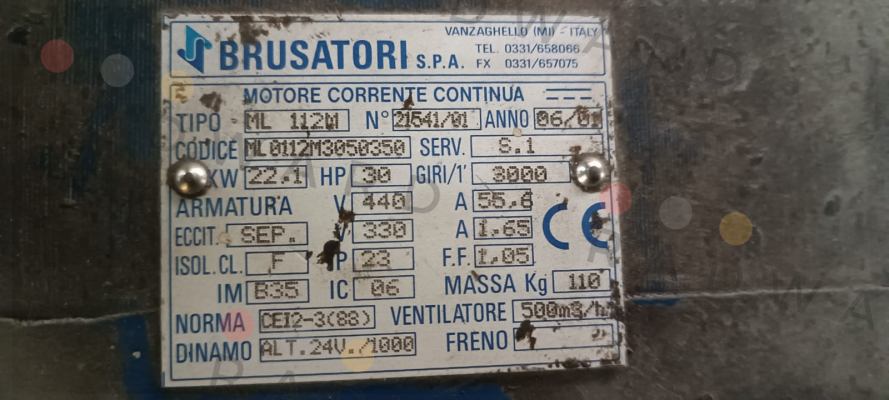 VANZAGHELLO (MI) - ITALY
BRUSATORI S.P.A. TEL. 0331/658066
FX 0331/657075
MOTORE CORRENTE CONTINUA
TIPO ML 112M N° 21541/01 ANNO 06/01
CODICE ML0112M3050350 SERV. S.1
KW 22.1 HP 30 GIRI/1' 3000
ARMATURA V 440 A 55,6
ECCIT. SEP. V 330 A 1,65
ISOL. CL. F IP 23 F.F. 1,05
IM B35 IC 06 MASSA Kg 110
NORMA CEI2-3(88) VENTILATORE 500m3/h
DINAMO ALT.24V./1000 FRENO
CE